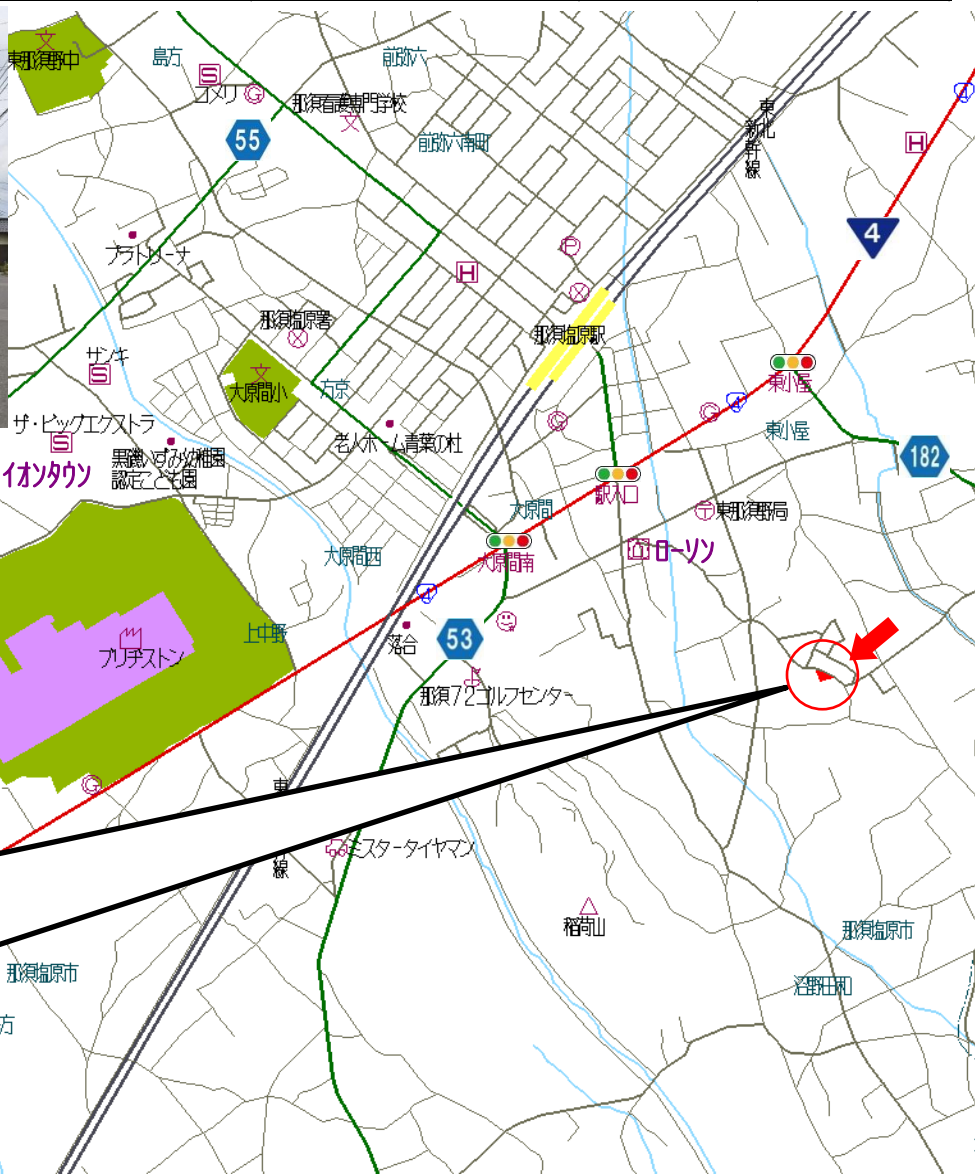 東那須野中
島方
前弥六
S
コメリ
G
那須看護専門学校
文
55
前弥六南町
東北
新幹線
4
H
4
プラトリーナ
P
H
那須塩原署
那須塩原駅
サンキ
S
文
大原間小
方京
東小屋
4
G
ザ・ビッグエクストラ
S
イオンタウン
黒磯いずみ幼稚園
認定こども園
老人ホーム青葉の杜
G
東小屋
182
駅入口
大原間
東那須野局
大原間西
大原間南
ローソン
4
上中野
落合
53
ブリヂストン
那須72ゴルフセンター
G
東
線
ミスタータイヤマン
稲荷山
那須塩原市
那須塩原市
沼野田和
方